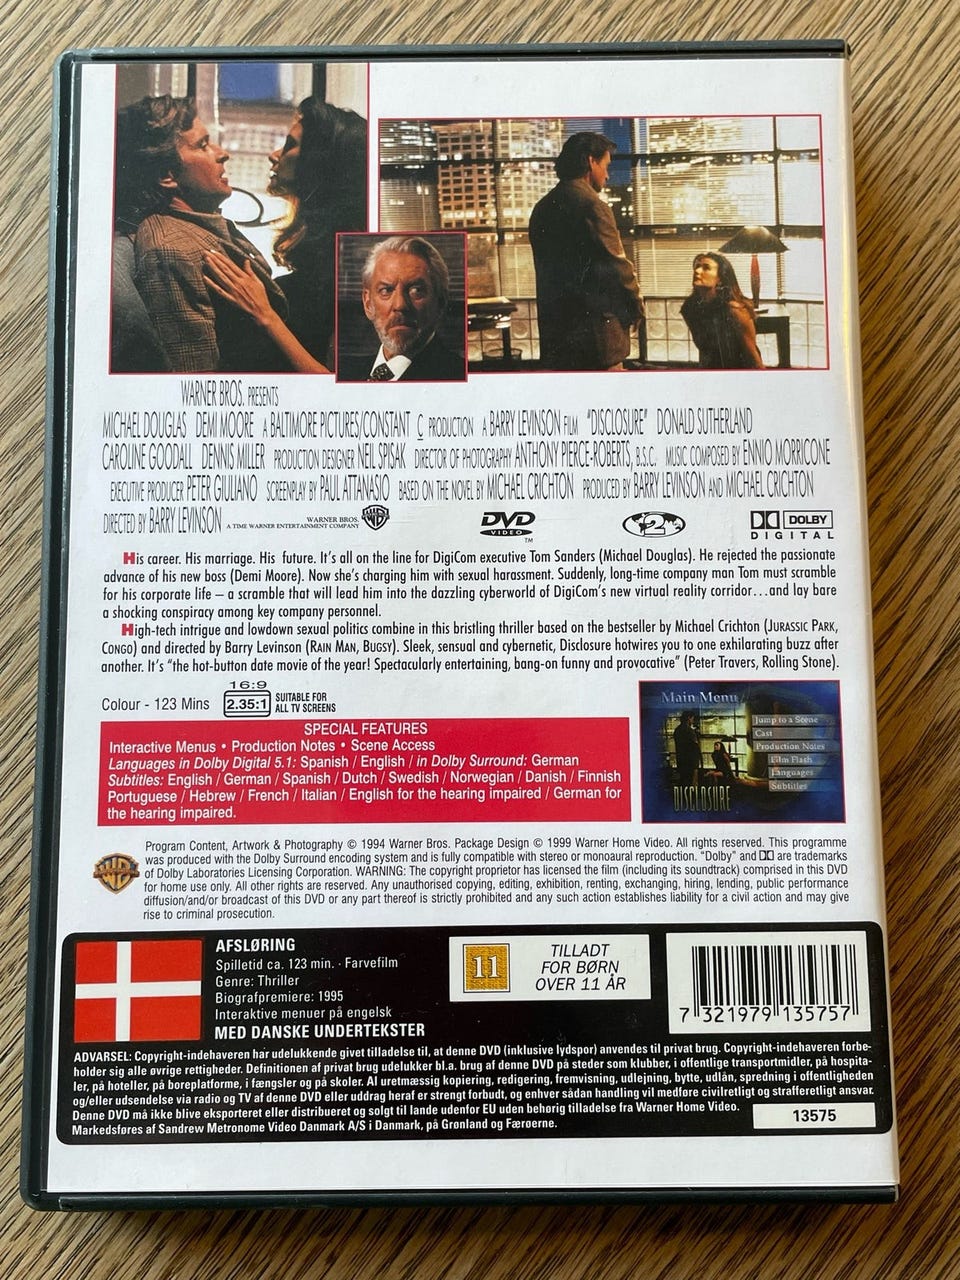 WARNER BROS. PRESENTS
MICHAEL DOUGLAS DEMI MOORE A BALTIMORE PICTURES/CONSTANT C PRODUCTION A BARRY LEVINSON FILM "DISCLOSURE" DONALD SUTHERLAND
CAROLINE GOODALL DENNIS MILLER PRODUCTION DESIGNER NEIL SPISAK DIRECTOR OF PHOTOGRAPHY ANTHONY PIERCE-ROBERTS, B.S.C. MUSIC COMPOSED BY ENNIO MORRICONE
EXECUTIVE PRODUCER PETER GIULIANO SCREENPLAY BY PAUL ATTANASIO BASED ON THE NOVEL BY MICHAEL CRICHTON PRODUCED BY BARRY LEVINSON AND MICHAEL CRICHTON
DIRECTED BY BARRY LEVINSON
WARNER BROS.
A TIME WARNER ENTERTAINMENT COMPANY
DVD
VIDEO
TM
2
DOLBY
DIGITAL
His career. His marriage. His future. It's all on the line for DigiCom executive Tom Sanders (Michael Douglas). He rejected the passionate
advance of his new boss (Demi Moore). Now she's charging him with sexual harassment. Suddenly, long-time company man Tom must scramble
for his corporate life – a scramble that will lead him into the dazzling cyberworld of DigiCom's new virtual reality corridor...and lay bare
a shocking conspiracy among key company personnel.
High-tech intrigue and lowdown sexual politics combine in this bristling thriller based on the bestseller by Michael Crichton (JURASSIC PARK,
CONGO) and directed by Barry Levinson (RAIN MAN, BUGSY). Sleek, sensual and cybernetic, Disclosure hotwires you to one exhilarating buzz after
another. It's "the hot-button date movie of the year! Spectacularly entertaining, bang-on funny and provocative" (Peter Travers, Rolling Stone).
Colour - 123 Mins
16:9
2.35:1
SUITABLE FOR
ALL TV SCREENS
SPECIAL FEATURES
Interactive Menus • Production Notes • Scene Access
Languages in Dolby Digital 5.1: Spanish / English / in Dolby Surround: German
Subtitles: English / German / Spanish / Dutch / Swedish / Norwegian / Danish / Finnish
Portuguese / Hebrew / French / Italian / English for the hearing impaired / German for
the hearing impaired.
Main Menu
Jump to a Scene
Cast
Production Notes
Film Flash
Languages
Subtitles
DISCLOSURE
Program Content, Artwork & Photography © 1994 Warner Bros. Package Design © 1999 Warner Home Video. All rights reserved. This programme
was produced with the Dolby Surround encoding system and is fully compatible with stereo or monoaural reproduction. "Dolby" and are trademarks
of Dolby Laboratories Licensing Corporation. WARNING: The copyright proprietor has licensed the film (including its soundtrack) comprised in this DVD
for home use only. All other rights are reserved. Any unauthorised copying, editing, exhibition, renting, exchanging, hiring, lending, public performance
diffusion/and/or broadcast of this DVD or any part thereof is strictly prohibited and any such action establishes liability for a civil action and may give
rise to criminal prosecution.
AFSLØRING
Spilletid ca. 123 min. · Farvefilm
Genre: Thriller
Biografpremiere: 1995
Interaktive menuer på engelsk
MED DANSKE UNDERTEKSTER
11
TILLADT
FOR BØRN
OVER 11 ÅR
7 321979 135757
ADVARSEL: Copyright-indehaveren har udelukkende givet tilladelse til, at denne DVD (inklusive lydspor) anvendes til privat brug. Copyright-indehaveren forbe-
holder sig alle øvrige rettigheder. Definitionen af privat brug udelukker bl.a. brug af denne DVD på steder som klubber, i offentlige transportmidler, på hospita-
ler, på hoteller, på boreplatforme, i fængsler og på skoler. Al uretmæssig kopiering, redigering, fremvisning, udlejning, bytte, udlån, spredning i offentligheden
og/eller udsendelse via radio og TV af denne DVD eller uddrag heraf er strengt forbudt, og enhver sådan handling vil medføre civilretligt og strafferetligt ansvar.
Denne DVD må ikke blive eksporteret eller distribueret og solgt til lande udenfor EU uden behørig tilladelse fra Warner Home Video.
Markedsføres af Sandrew Metronome Video Danmark A/S i Danmark, på Grønland og Færøerne.
13575